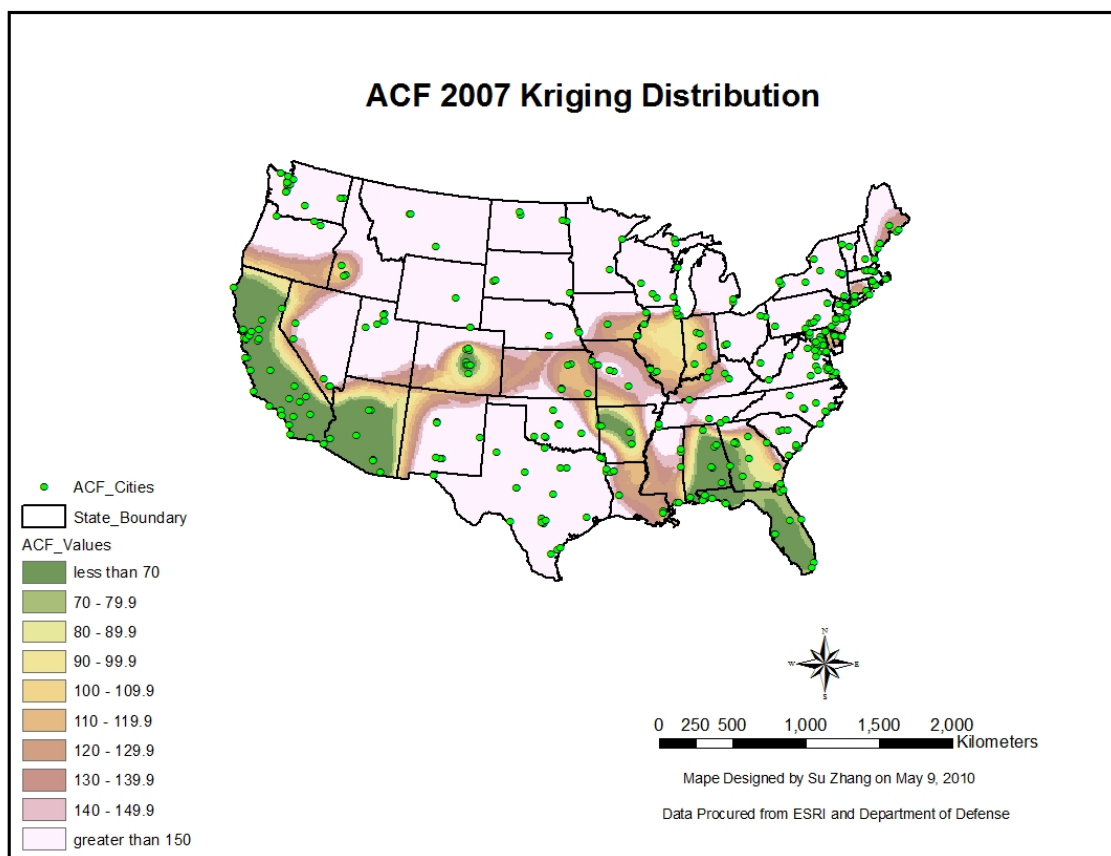 ACF 2007 Kriging Distribution
ACF_Cities
State_Boundary
ACF_Values
less than 70
70 - 79.9
80 - 89.9
90 - 99.9
100 - 109.9
110 - 119.9
120 - 129.9
130 - 139.9
140 - 149.9
greater than 150
N
W E
S
0 250 500 1,000 1,500 2,000
Kilometers
Mape Designed by Su Zhang on May 9, 2010
Data Procured from ESRI and Department of Defense